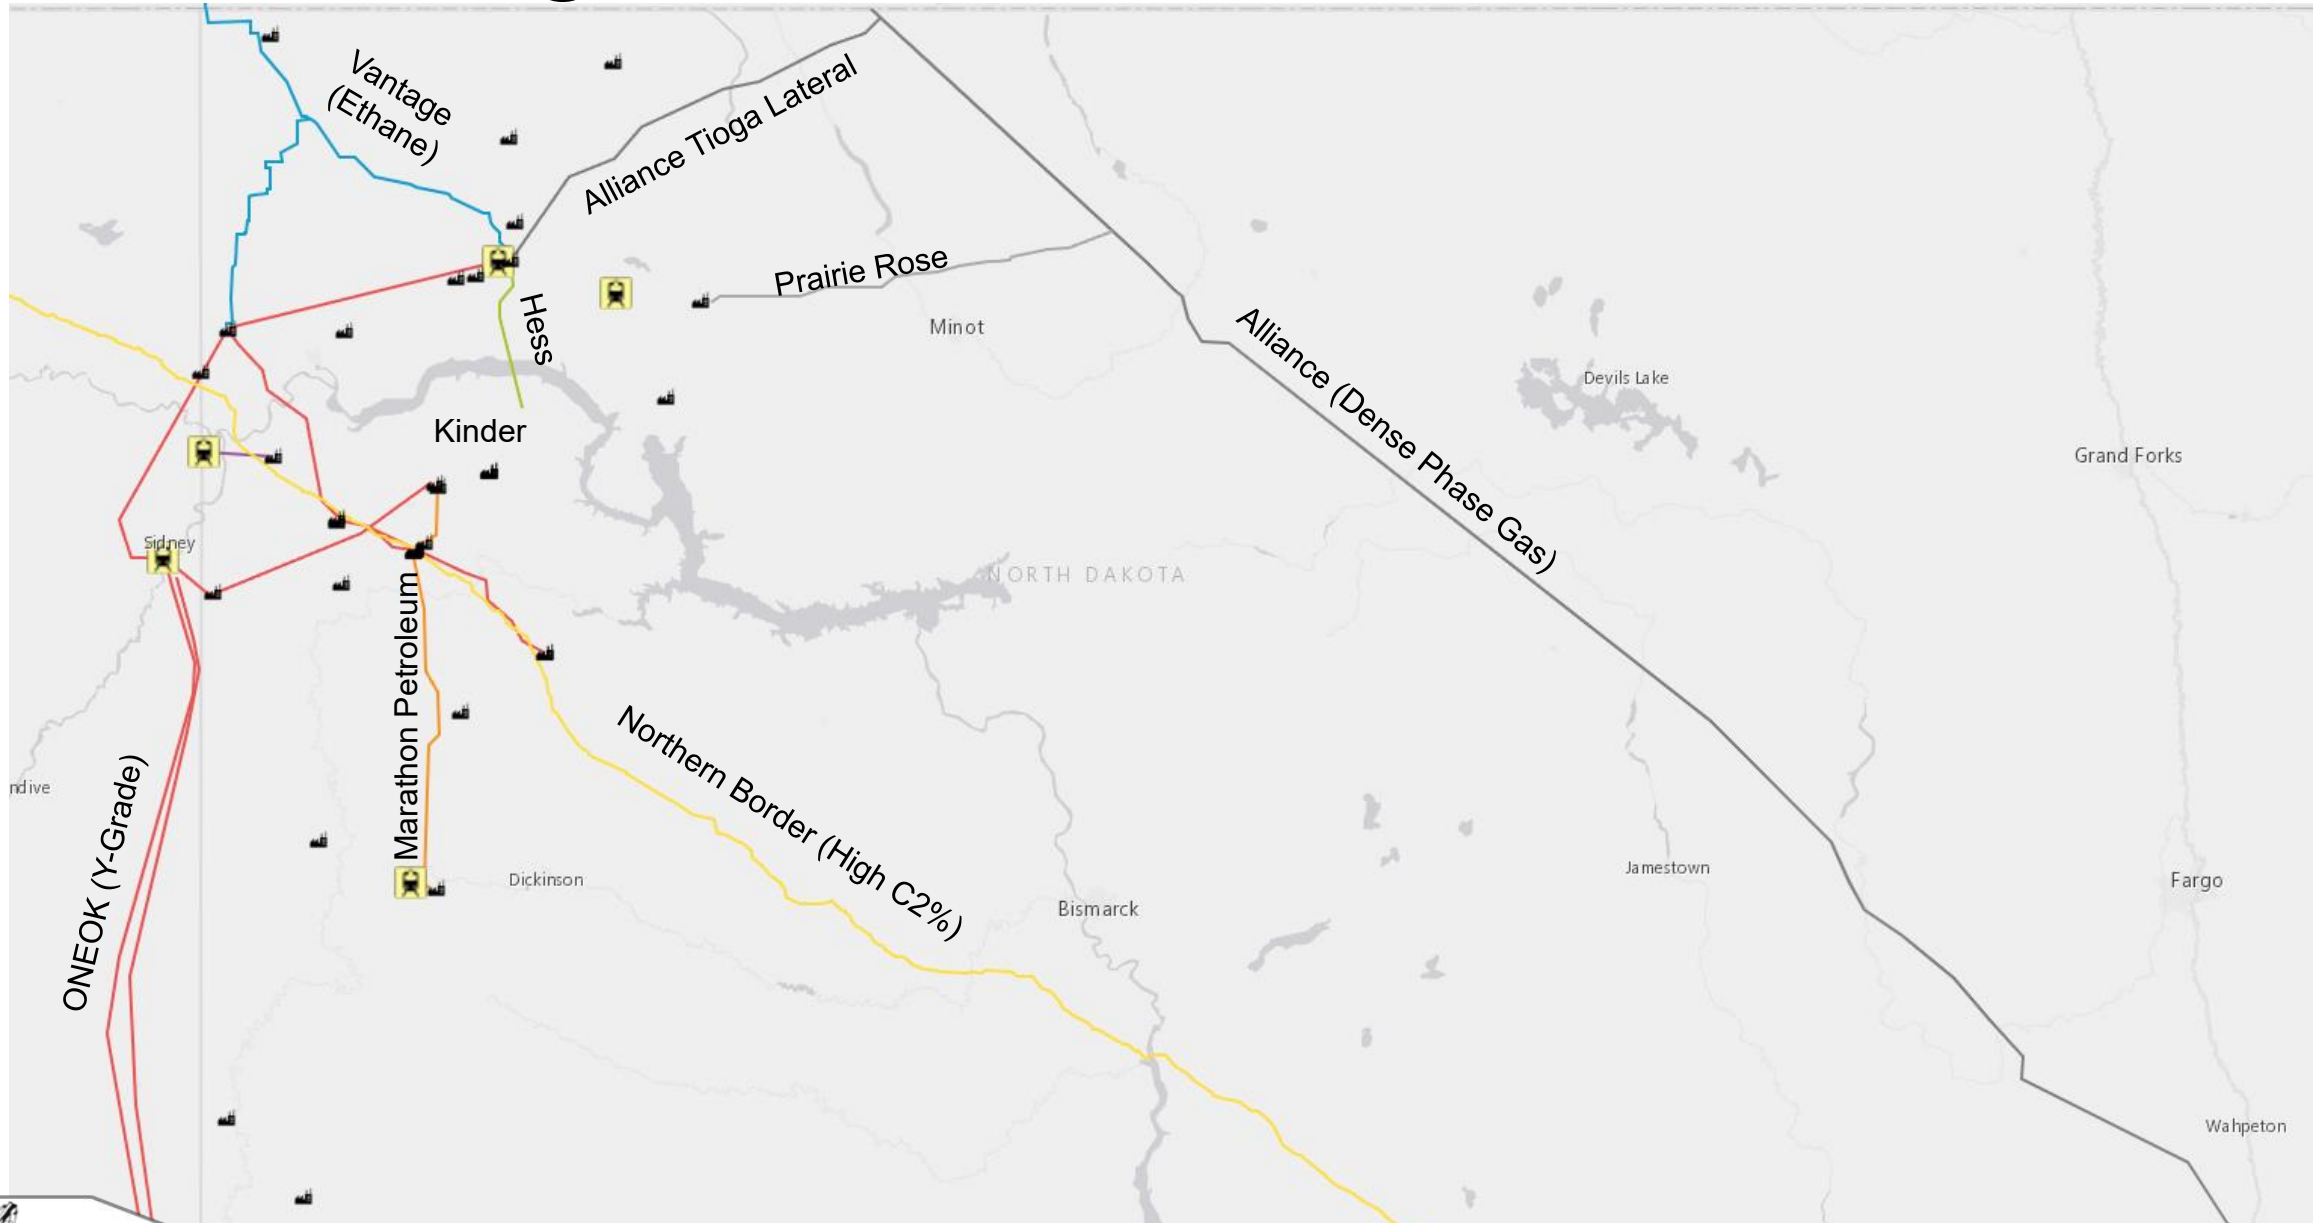 Vantage
(Ethane)
Alliance Tioga Lateral
Prairie Rose
Hess
Minot
Alliance (Dense Phase Gas)
Devils Lake
Kinder
Grand Forks
Sidney
NORTH DAKOTA
Marathon Petroleum
Northern Border (High C2%)
ndive
ONEOK (Y-Grade)
Dickinson
Bismarck
Jamestown
Fargo
Wahpeton